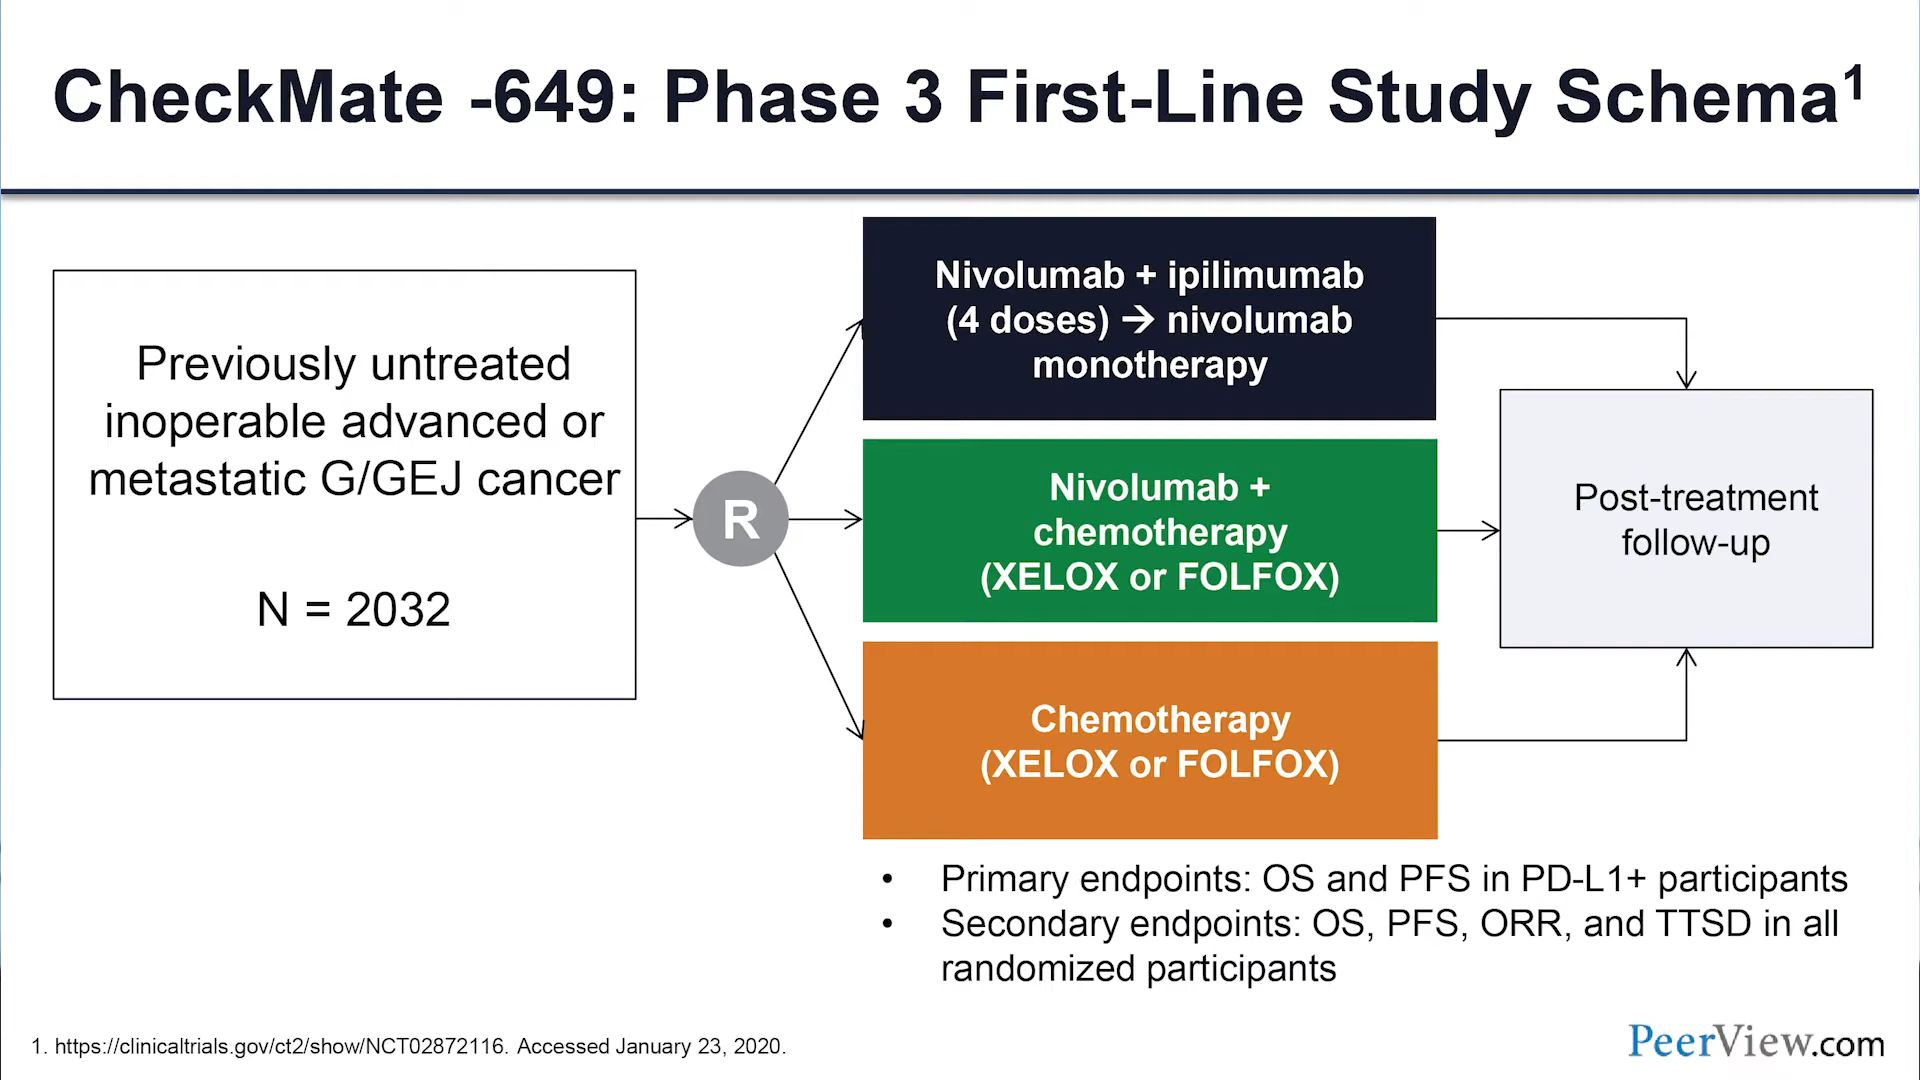 CheckMate -649: Phase 3 First-Line Study Schema1
Previously untreated
inoperable advanced or
metastatic G/GEJ cancer
N = 2032
R
Nivolumab + ipilimumab
(4 doses) → nivolumab
monotherapy
Nivolumab +
chemotherapy
(XELOX or FOLFOX)
Chemotherapy
(XELOX or FOLFOX)
Post-treatment
follow-up
• Primary endpoints: OS and PFS in PD-L1+ participants
• Secondary endpoints: OS, PFS, ORR, and TTSD in all
randomized participants
1. https://clinicaltrials.gov/ct2/show/NCT02872116. Accessed January 23, 2020.
PeerView.com